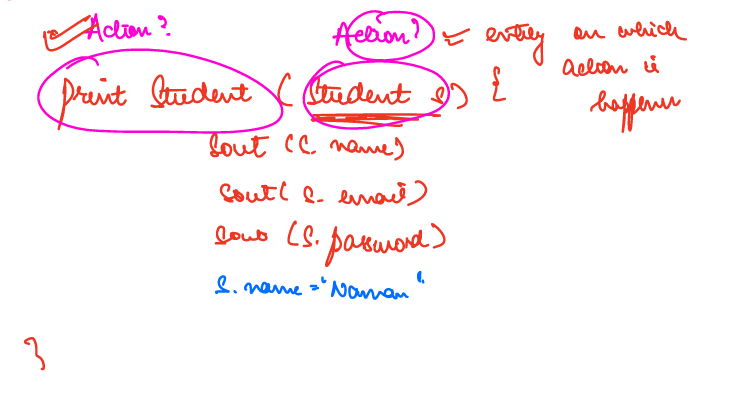 Action? Action? entity on which
action is
happening
print Student (Student s) {
sout (s.name)
sout( s. email)
sout (s. password)
s. name = "Naman";
}